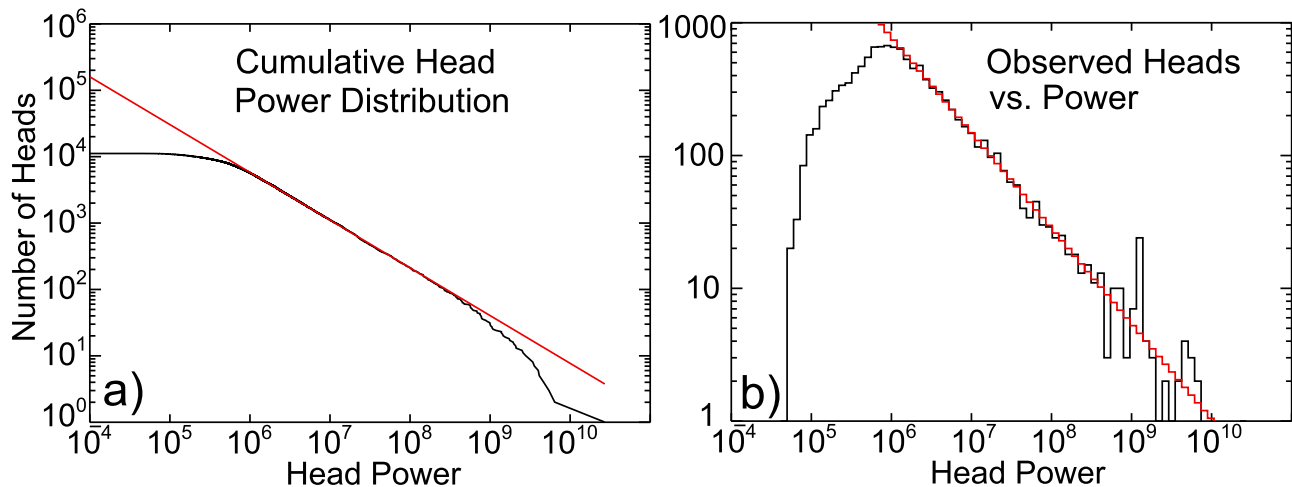 Cumulative Head
Power Distribution
Number of Heads
10^6
10^5
10^4
10^3
10^2
10^1
10^0
a)
10^4
10^5
10^6
10^7
10^8
10^9
10^10
Head Power
Observed Heads
vs. Power
1000
100
10
1
b)
10^4
10^5
10^6
10^7
10^8
10^9
10^10
Head Power